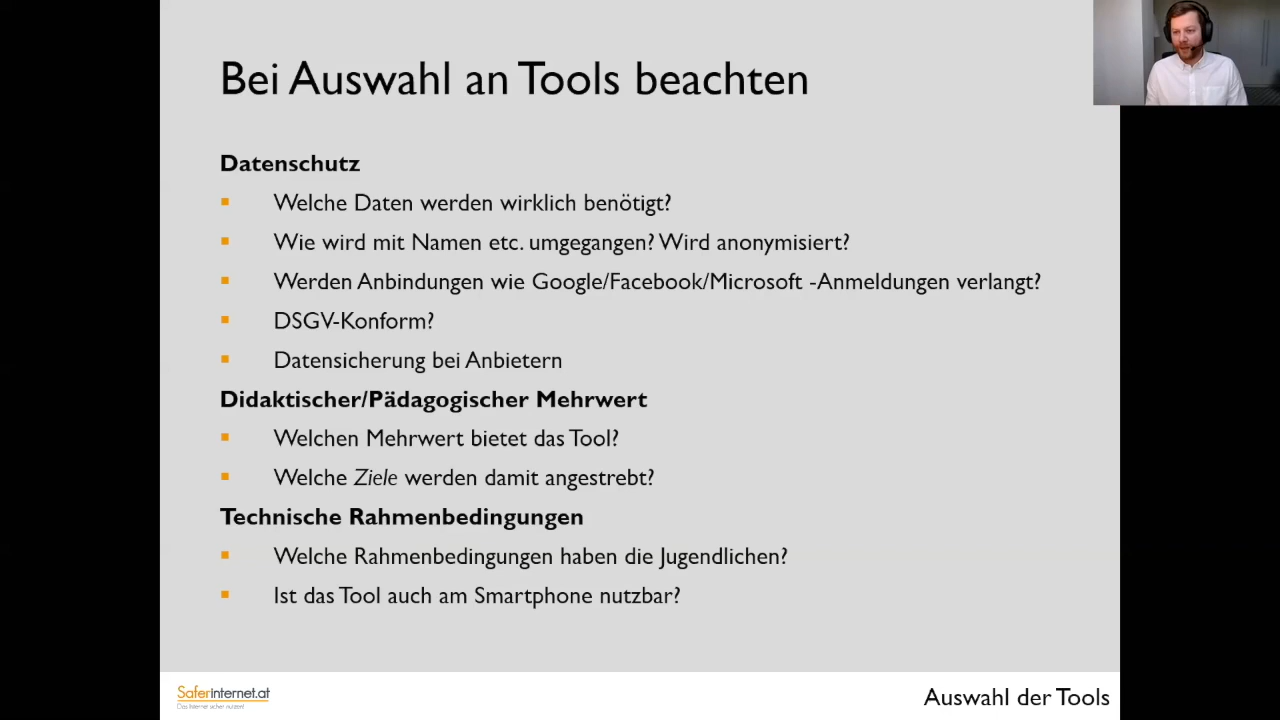 Bei Auswahl an Tools beachten
Datenschutz
Welche Daten werden wirklich benötigt?
Wie wird mit Namen etc. umgegangen? Wird anonymisiert?
Werden Anbindungen wie Google/Facebook/Microsoft -Anmeldungen verlangt?
DSGV-Konform?
Datensicherung bei Anbietern
Didaktischer/Pädagogischer Mehrwert
Welchen Mehrwert bietet das Tool?
Welche Ziele werden damit angestrebt?
Technische Rahmenbedingungen
Welche Rahmenbedingungen haben die Jugendlichen?
Ist das Tool auch am Smartphone nutzbar?
Saferinternet.at
Das Internet sicher nutzen!
Auswahl der Tools